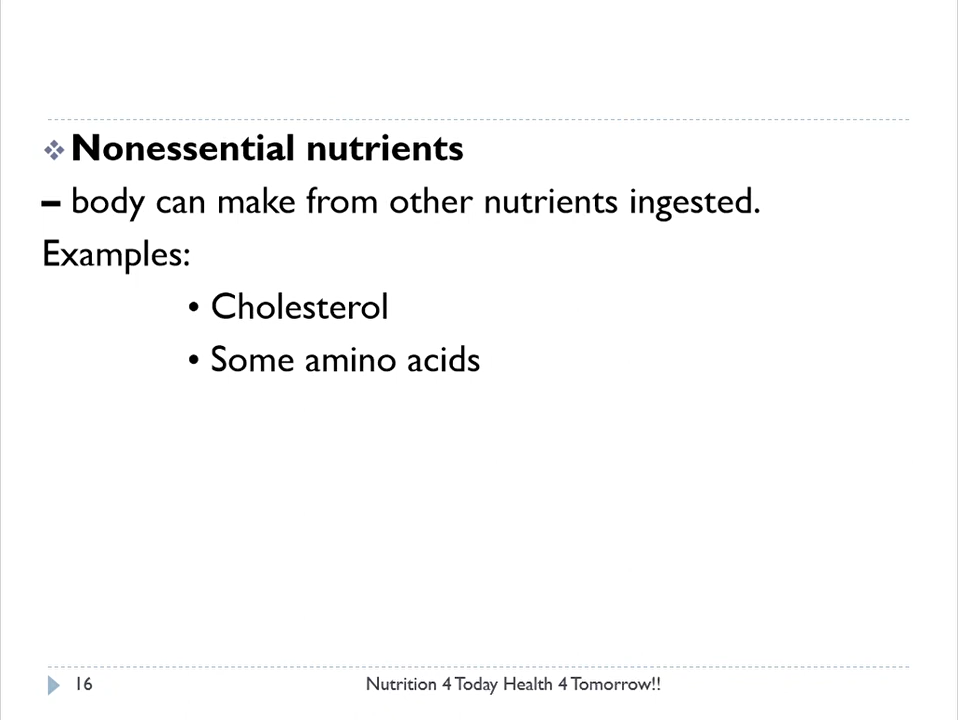 ❖ Nonessential nutrients
– body can make from other nutrients ingested.
Examples:
• Cholesterol
• Some amino acids
16 Nutrition 4 Today Health 4 Tomorrow!!